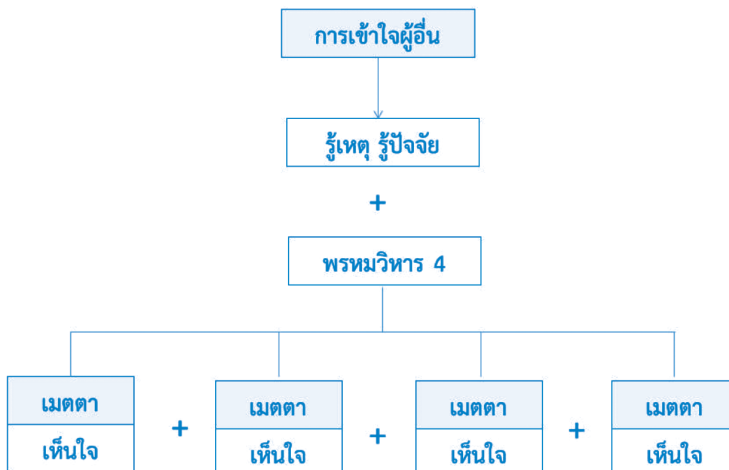 การเข้าใจผู้อื่น
รู้เหตุ รู้ปัจจัย
+
พรหมวิหาร 4
เมตตา + เมตตา + เมตตา + เมตตา
เห็นใจ เห็นใจ เห็นใจ เห็นใจ